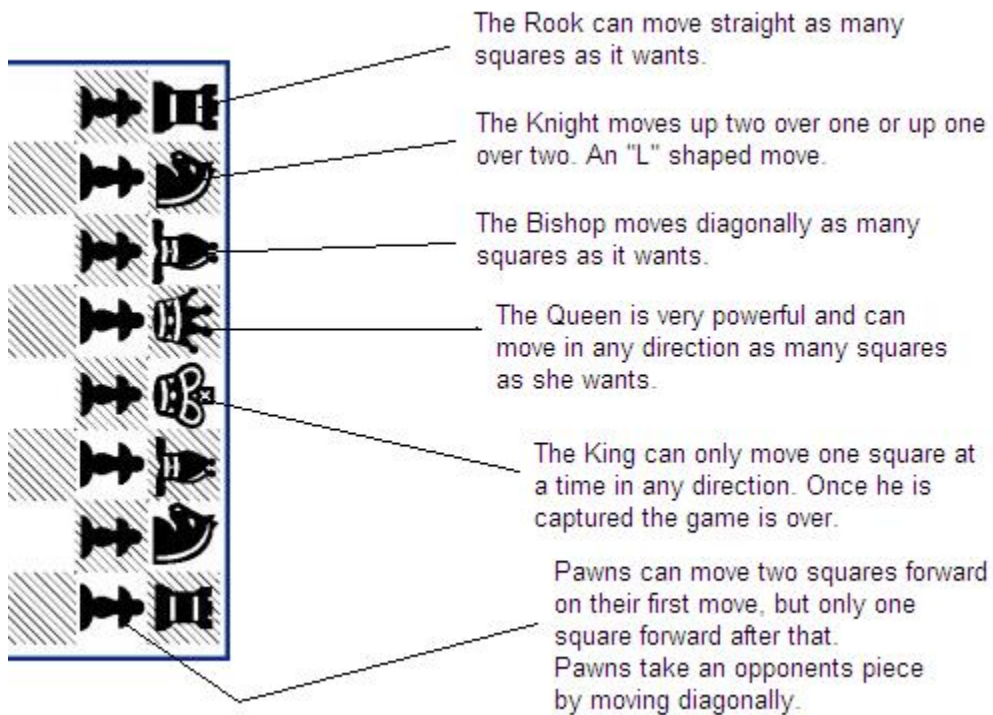 The Rook can move straight as many
squares as it wants.
The Knight moves up two over one or up one
over two. An "L" shaped move.
The Bishop moves diagonally as many
squares as it wants.
The Queen is very powerful and can
move in any direction as many squares
as she wants.
The King can only move one square at
a time in any direction. Once he is
captured the game is over.
Pawns can move two squares forward
on their first move, but only one
square forward after that.
Pawns take an opponents piece
by moving diagonally.